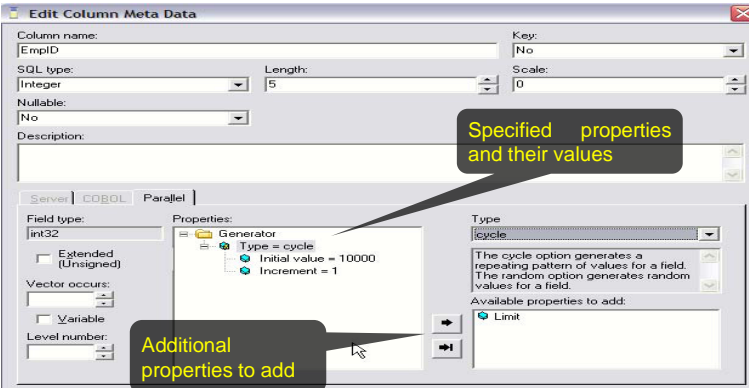 Edit Column Meta Data
Column name:
Key:
EmpID
No
SQL type:
Length:
Scale:
Integer
5
0
Nullable:
No
Description:
Specified properties
and their values
Server
COBOL
Parallel
Field type:
Properties:
Type
int32
Generator
cycle
Type = cycle
Extended
(Unsigned)
Initial value = 10000
Increment = 1
The cycle option generates a
repeating pattern of values for a field.
The random option generates random
values for a field.
Vector occurs:
Available properties to add:
Variable
Limit
Level number:
Additional
properties to add